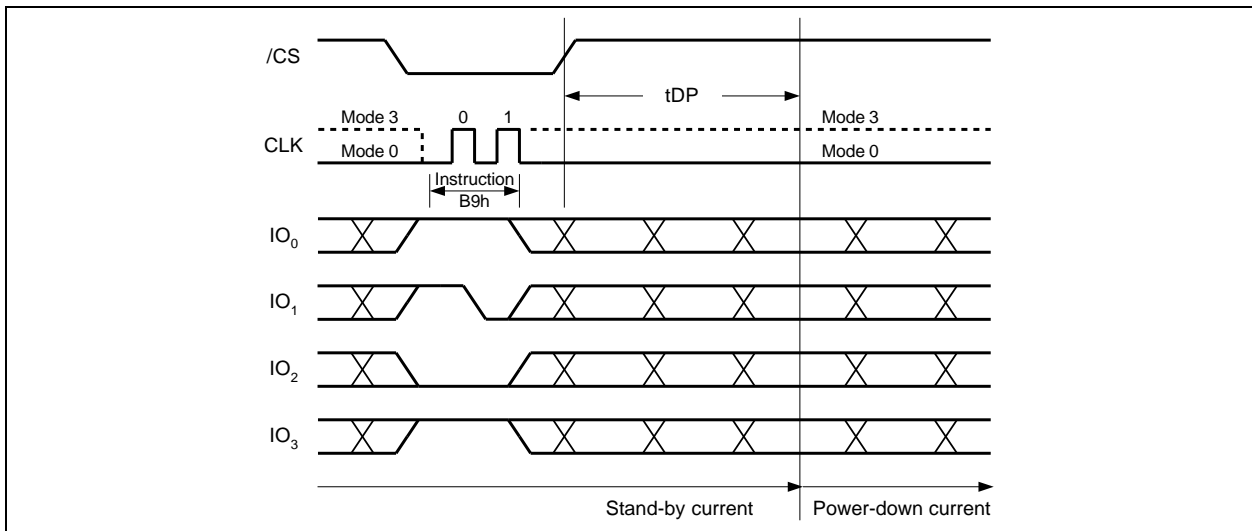 /CS
tDP
Mode 3 0 1 Mode 3
CLK
Mode 0 Mode 0
Instruction
B9h
IO0
IO1
IO2
IO3
Stand-by current Power-down current